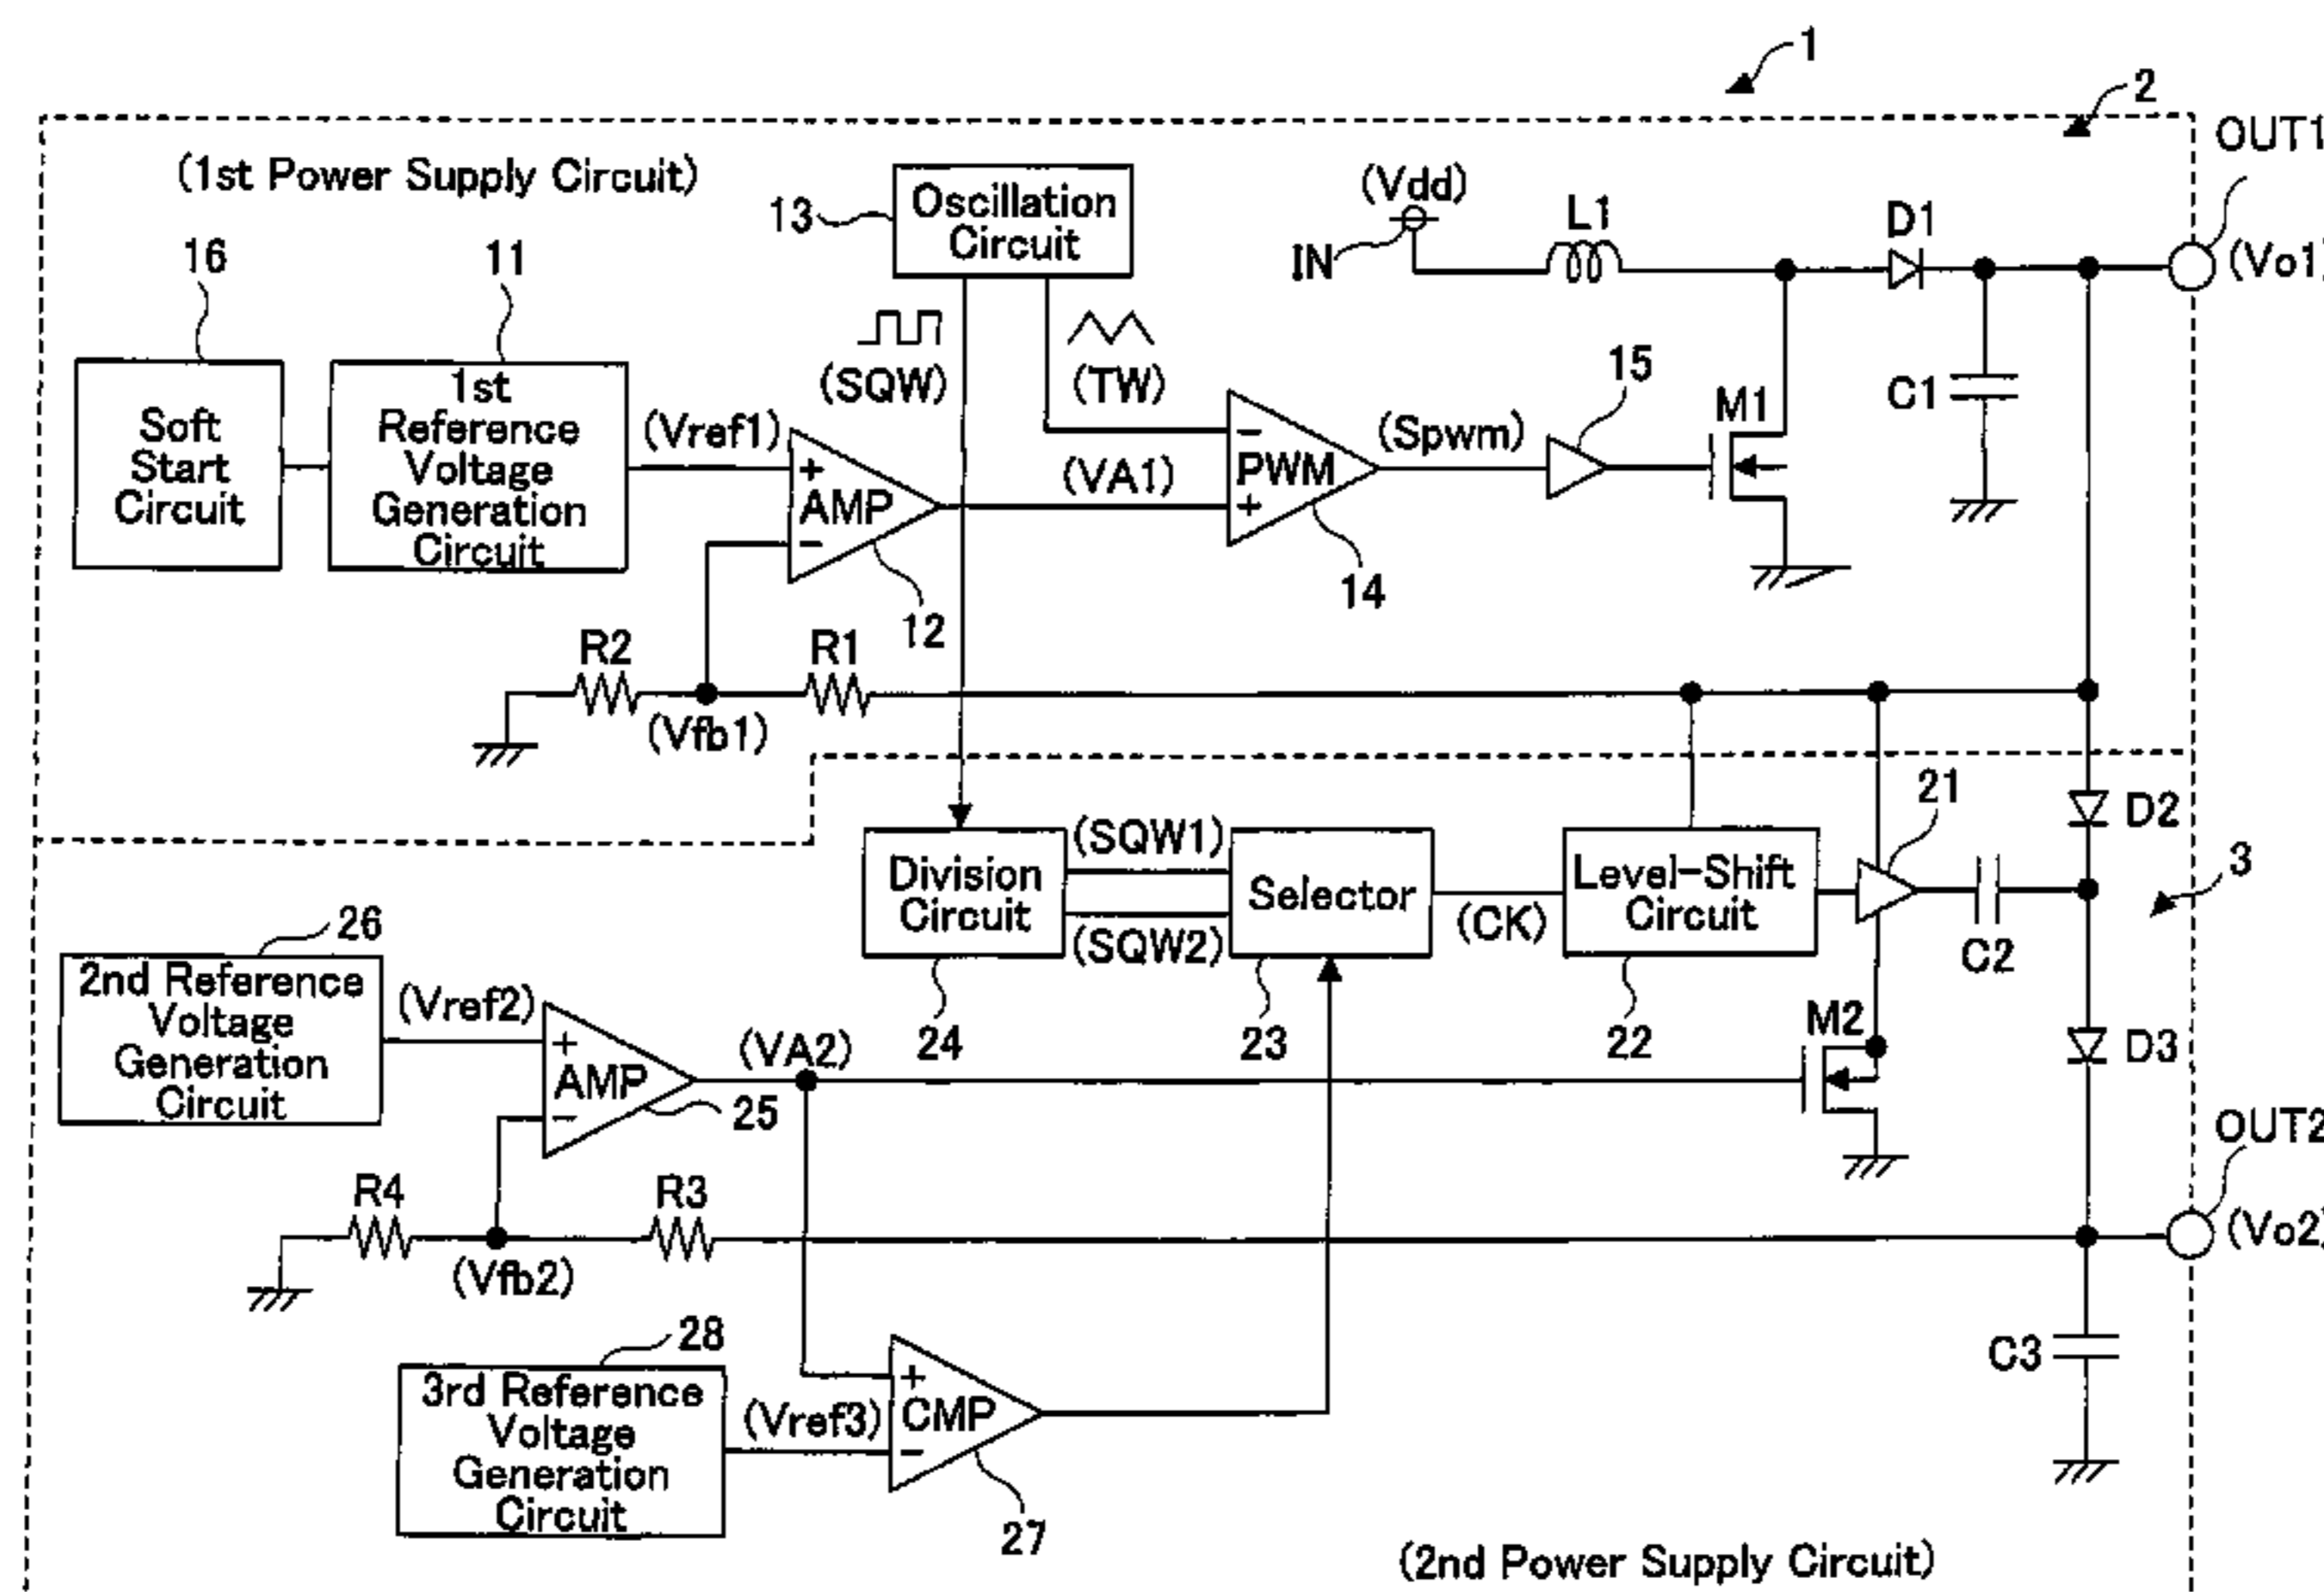 1
2
OUT1
(1st Power Supply Circuit)
13
Oscillation
Circuit
(Vdd)
IN
L1
D1
(Vo1)
16
11
Soft
Start
Circuit
1st
Reference
Voltage
Generation
Circuit
(Vref1)
(SQW)
(TW)
15
C1
M1
+
AMP
−
(VA1)
−
PWM
+
(Spwm)
12
14
R2
R1
(Vfb1)
21
D2
3
Division
Circuit
(SQW1)
(SQW2)
Selector
(CK)
Level-Shift
Circuit
C2
24
23
22
26
2nd Reference
Voltage
Generation
Circuit
(Vref2)
+
AMP
−
(VA2)
25
M2
D3
OUT2
R4
R3
(Vfb2)
(Vo2)
28
3rd Reference
Voltage
Generation
Circuit
(Vref3)
+
CMP
−
27
C3
(2nd Power Supply Circuit)